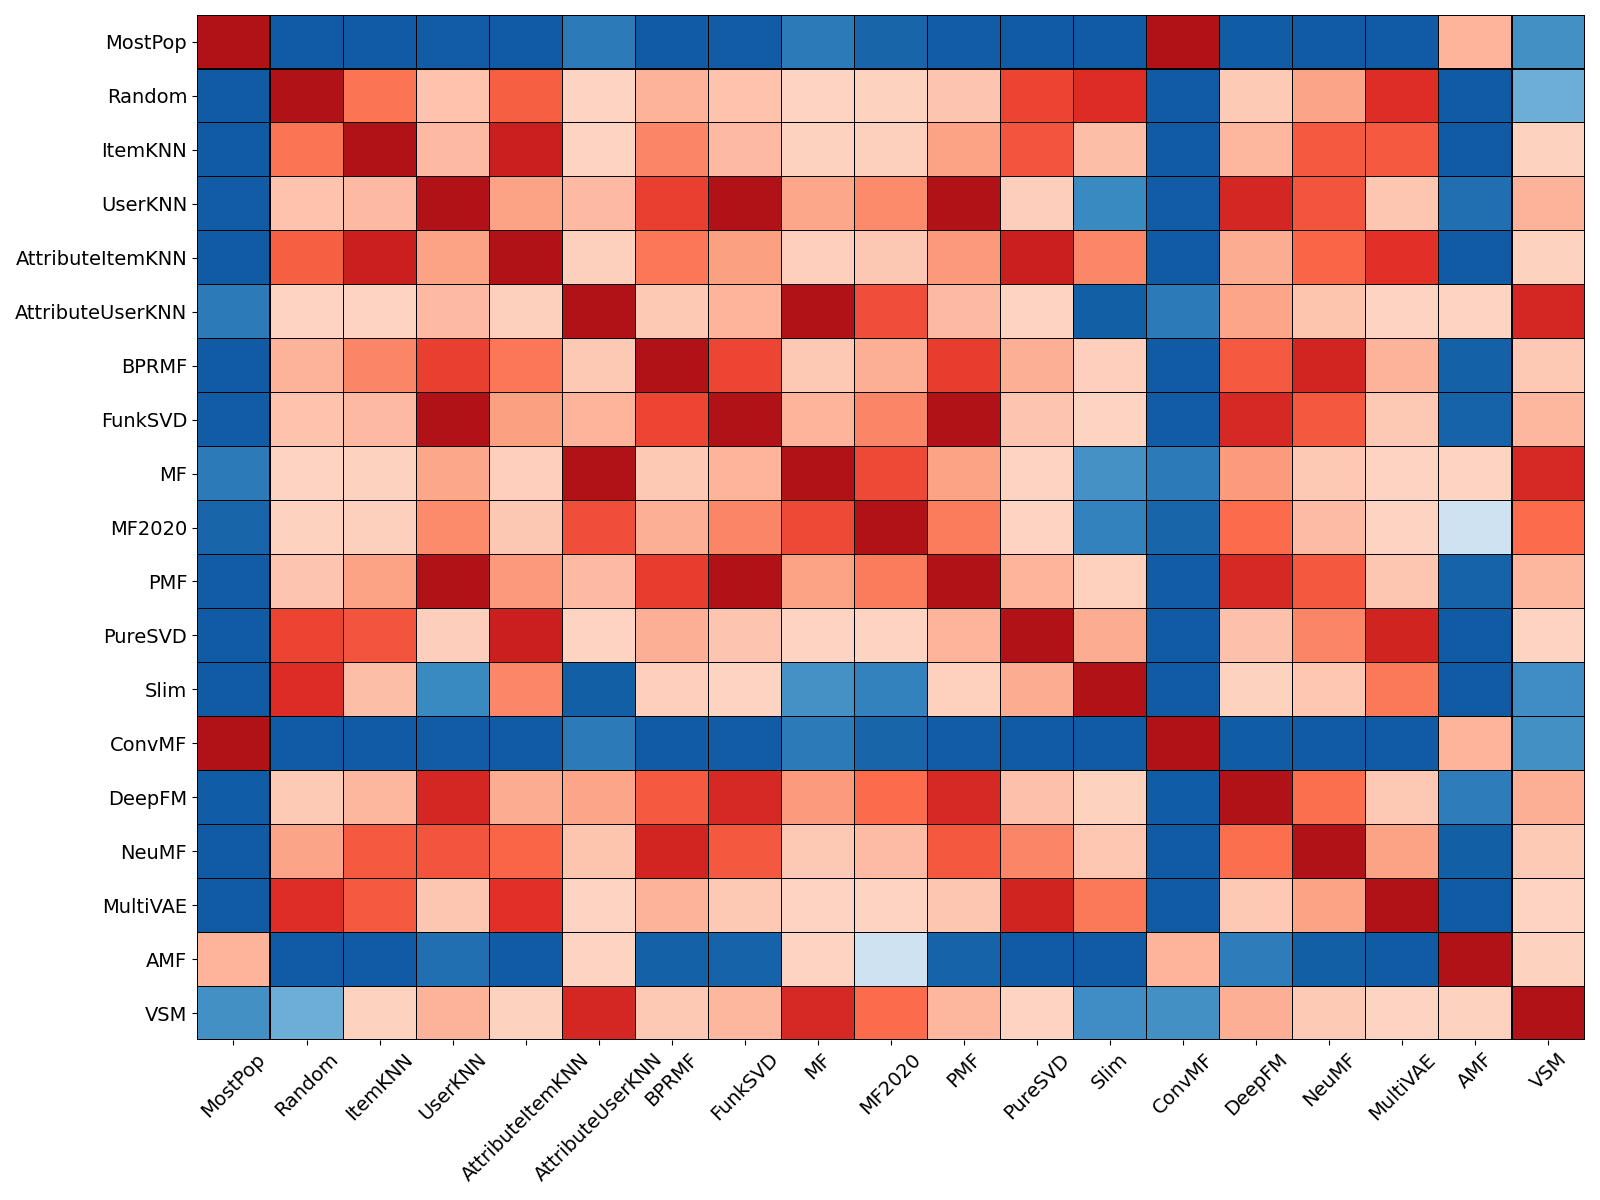 MostPop
Random
ItemKNN
UserKNN
AttributeItemKNN
AttributeUserKNN
BPRMF
FunkSVD
MF
MF2020
PMF
PureSVD
Slim
ConvMF
DeepFM
NeuMF
MultiVAE
AMF
VSM
MostPop
Random
ItemKNN
UserKNN
AttributeItemKNN
AttributeUserKNN
BPRMF
FunkSVD
MF
MF2020
PMF
PureSVD
Slim
ConvMF
DeepFM
NeuMF
MultiVAE
AMF
VSM